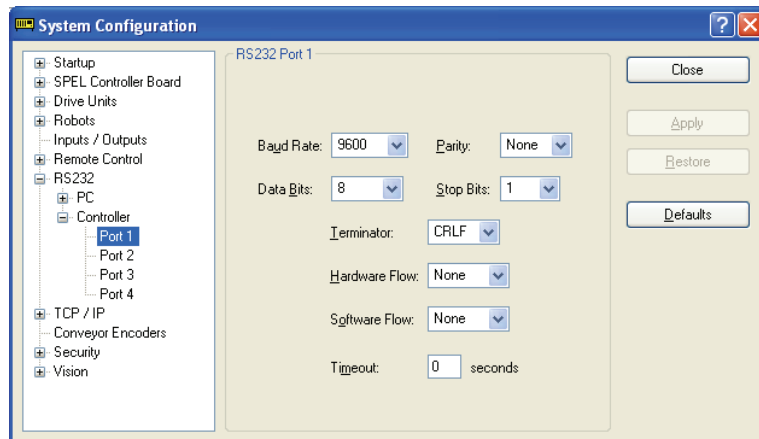 System Configuration
Startup
SPEL Controller Board
Drive Units
Robots
Inputs / Outputs
Remote Control
RS232
PC
Controller
Port 1
Port 2
Port 3
Port 4
TCP / IP
Conveyor Encoders
Security
Vision
RS232 Port 1
Baud Rate: 9600 Parity: None
Data Bits: 8 Stop Bits: 1
Terminator: CRLF
Hardware Flow: None
Software Flow: None
Timeout: 0 seconds
Close
Apply
Restore
Defaults